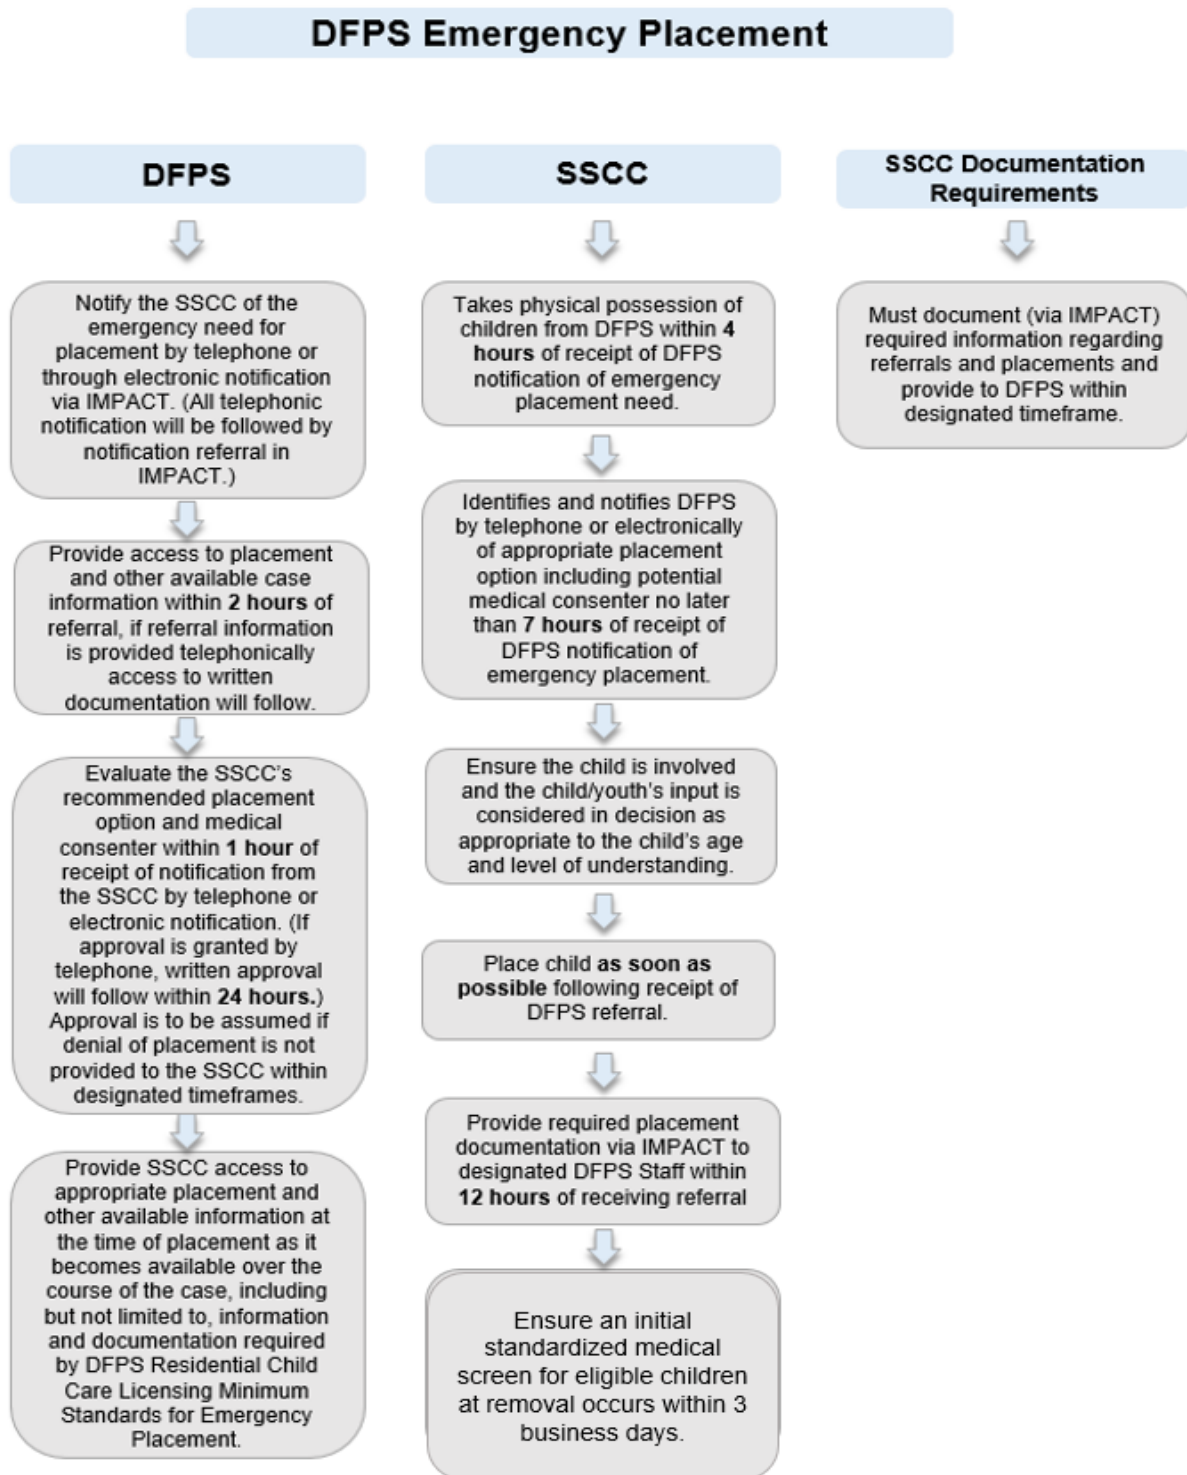 DFPS Emergency Placement
DFPS
Notify the SSCC of the
emergency need for
placement by telephone or
through electronic notification
via IMPACT. (All telephonic
notification will be followed by
notification referral in
IMPACT.)
Provide access to placement
and other available case
information within 2 hours of
referral, if referral information
is provided telephonically
access to written
documentation will follow.
Evaluate the SSCC’s
recommended placement
option and medical
consenter within 1 hour of
receipt of notification from
the SSCC by telephone or
electronic notification. (If
approval is granted by
telephone, written approval
will follow within 24 hours.)
Approval is to be assumed if
denial of placement is not
provided to the SSCC within
designated timeframes.
Provide SSCC access to
appropriate placement and
other available information at
the time of placement as it
becomes available over the
course of the case, including
but not limited to, information
and documentation required
by DFPS Residential Child
Care Licensing Minimum
Standards for Emergency
Placement.
SSCC
Takes physical possession of
children from DFPS within 4
hours of receipt of DFPS
notification of emergency
placement need.
Identifies and notifies DFPS
by telephone or electronically
of appropriate placement
option including potential
medical consenter no later
than 7 hours of receipt of
DFPS notification of
emergency placement.
Ensure the child is involved
and the child/youth’s input is
considered in decision as
appropriate to the child’s age
and level of understanding.
Place child as soon as
possible following receipt of
DFPS referral.
Provide required placement
documentation via IMPACT to
designated DFPS Staff within
12 hours of receiving referral
Ensure an initial
standardized medical
screen for eligible children
at removal occurs within 3
business days.
SSCC Documentation
Requirements
Must document (via IMPACT)
required information regarding
referrals and placements and
provide to DFPS within
designated timeframe.